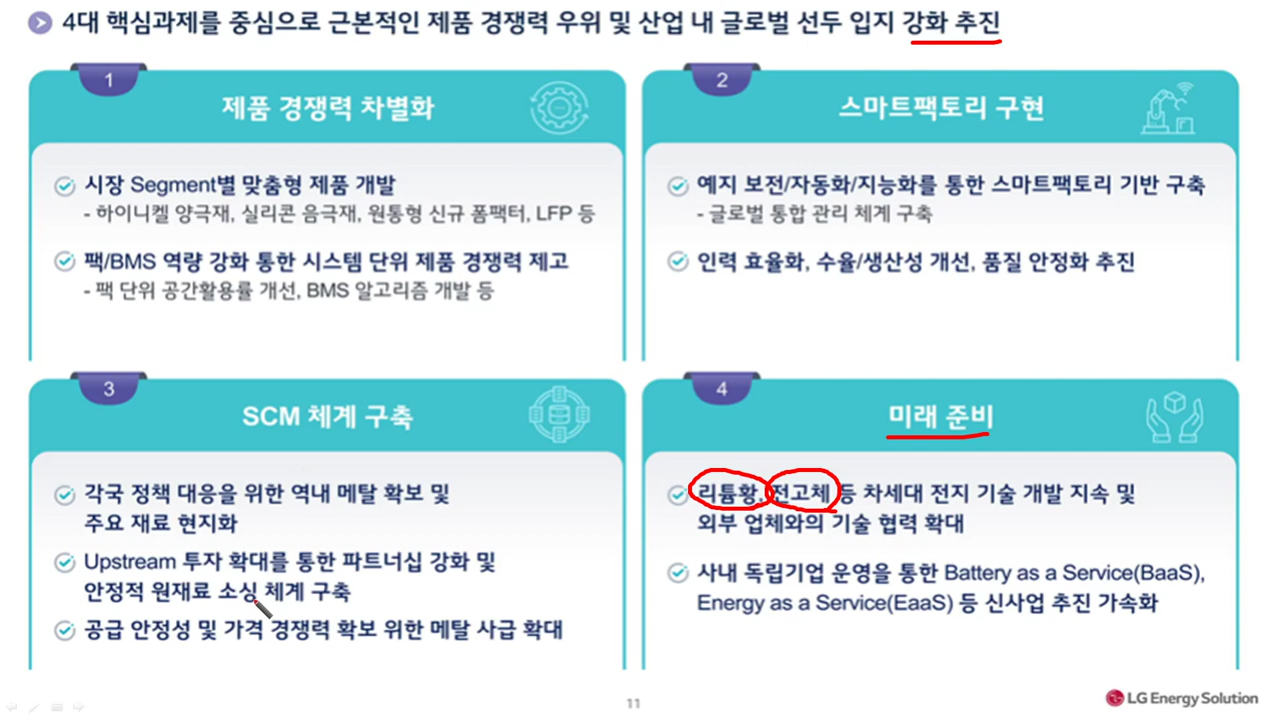 4대 핵심과제를 중심으로 근본적인 제품 경쟁력 우위 및 산업 내 글로벌 선두 입지 강화 추진
1
제품 경쟁력 차별화
시장 Segment별 맞춤형 제품 개발
- 하이니켈 양극재, 실리콘 음극재, 원통형 신규 폼팩터, LFP 등
팩/BMS 역량 강화 통한 시스템 단위 제품 경쟁력 제고
- 팩 단위 공간활용률 개선, BMS 알고리즘 개발 등
2
스마트팩토리 구현
예지 보전/자동화/지능화를 통한 스마트팩토리 기반 구축
- 글로벌 통합 관리 체계 구축
인력 효율화, 수율/생산성 개선, 품질 안정화 추진
3
SCM 체계 구축
각국 정책 대응을 위한 역내 메탈 확보 및
주요 재료 현지화
Upstream 투자 확대를 통한 파트너십 강화 및
안정적 원재료 소싱 체계 구축
공급 안정성 및 가격 경쟁력 확보 위한 메탈 사급 확대
4
미래 준비
리튬황, 전고체 등 차세대 전지 기술 개발 지속 및
외부 업체와의 기술 협력 확대
사내 독립기업 운영을 통한 Battery as a Service(BaaS),
Energy as a Service(EaaS) 등 신사업 추진 가속화
11
LG Energy Solution